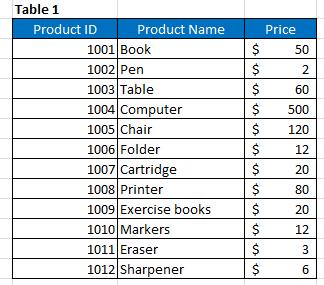 Table 1
Product ID Product Name Price
1001 Book $ 50
1002 Pen $ 2
1003 Table $ 60
1004 Computer $ 500
1005 Chair $ 120
1006 Folder $ 12
1007 Cartridge $ 20
1008 Printer $ 80
1009 Exercise books $ 20
1010 Markers $ 12
1011 Eraser $ 3
1012 Sharpener $ 6